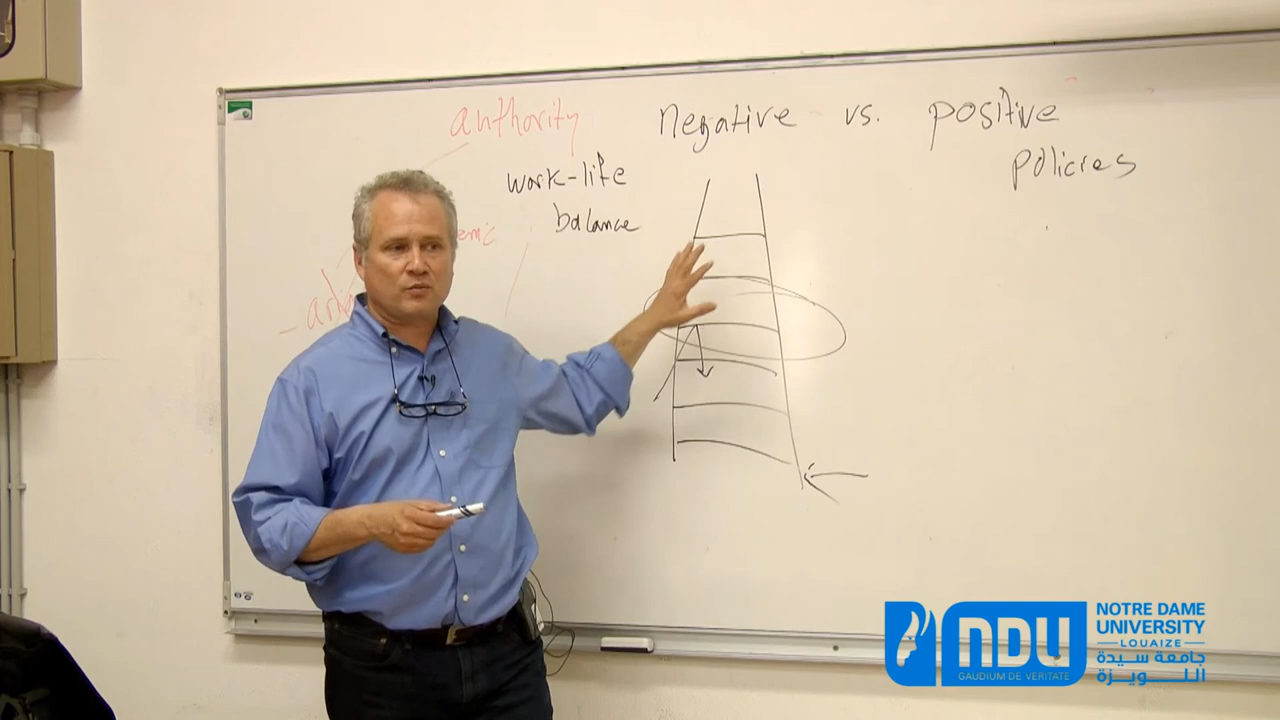 authority
negative vs. positive
policies
work-life
balance
NDU
GAUDIUM DE VERITATE
NOTRE DAME
UNIVERSITY
LOUAIZE
جامعة سيدة
اللويزة